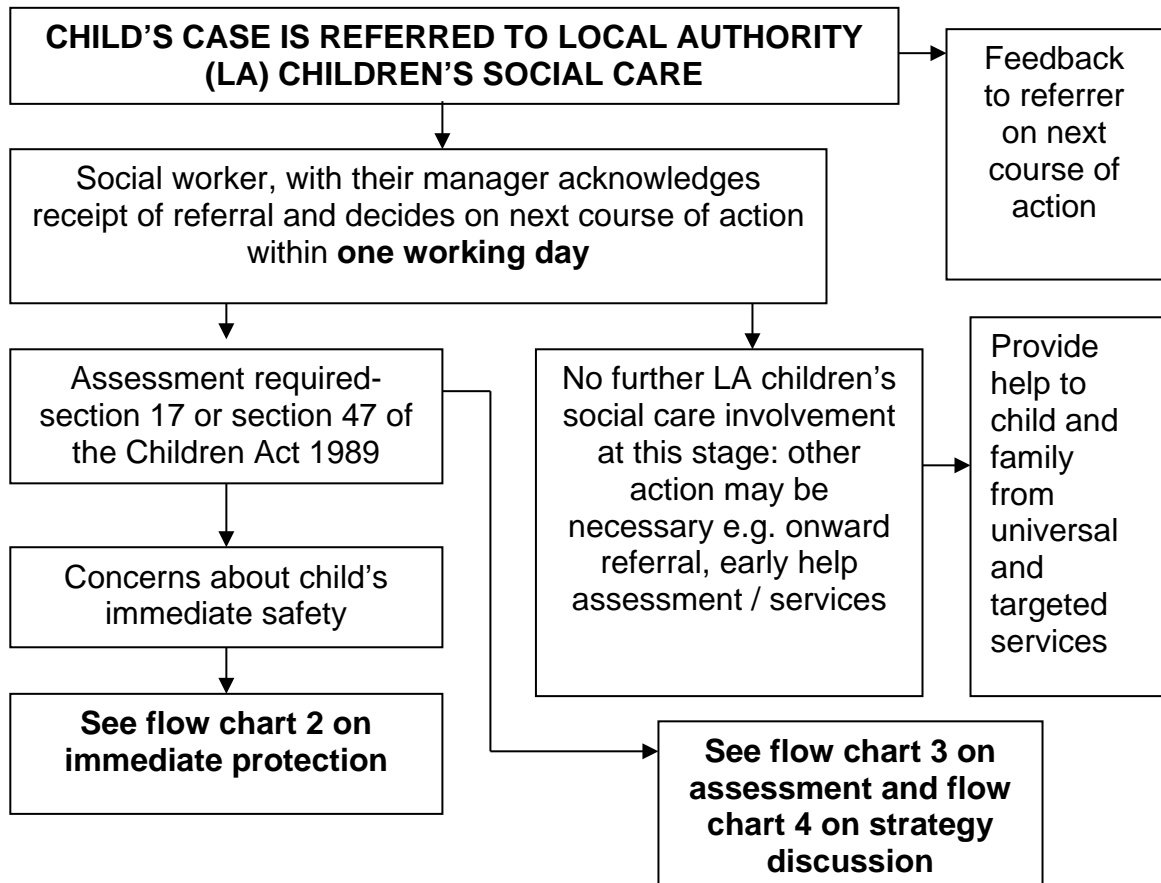 CHILD'S CASE IS REFERRED TO LOCAL AUTHORITY
(LA) CHILDREN'S SOCIAL CARE
Feedback
to referrer
on next
course of
action
Social worker, with their manager acknowledges
receipt of referral and decides on next course of action
within one working day
Assessment required-
section 17 or section 47 of
the Children Act 1989
No further LA children's
social care involvement
at this stage: other
action may be
necessary e.g. onward
referral, early help
assessment / services
Provide
help to
child and
family
from
universal
and
targeted
services
Concerns about child's
immediate safety
See flow chart 2 on
immediate protection
See flow chart 3 on
assessment and flow
chart 4 on strategy
discussion